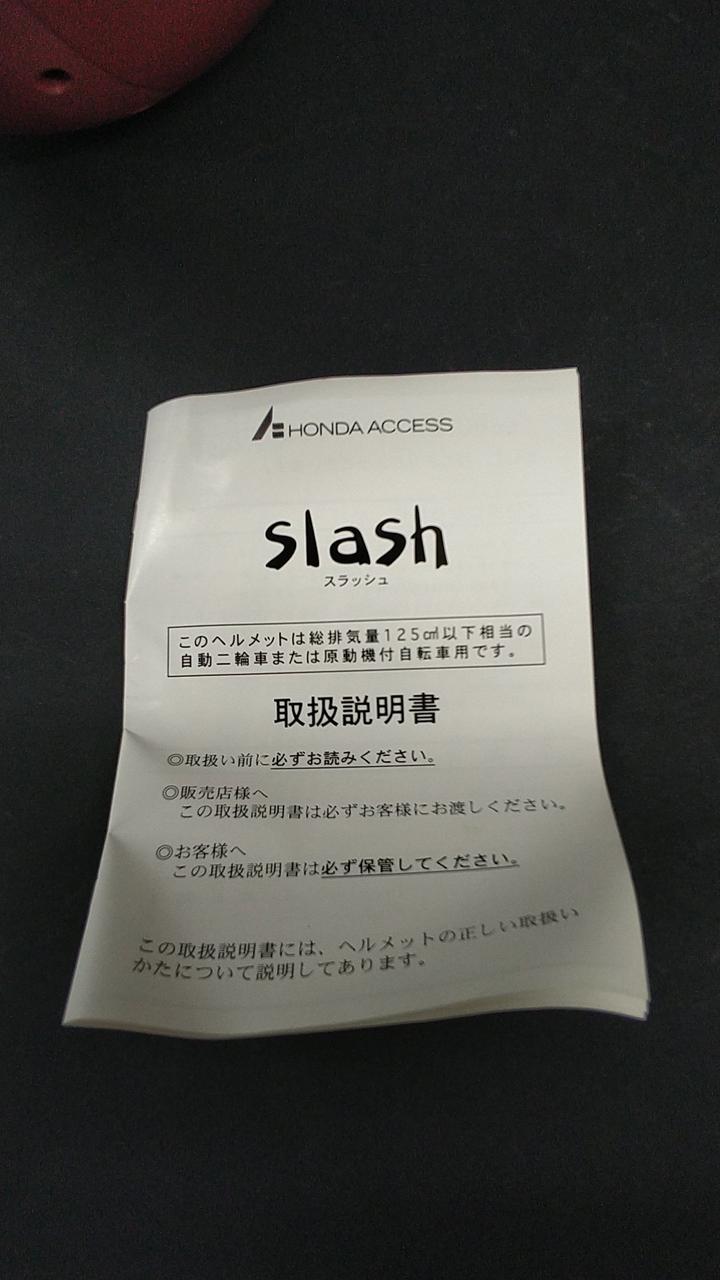 HONDA ACCESS
slash
スラッシュ
このヘルメットは総排気量125㎤以下相当の
自動二輪車または原動機付自転車用です。
取扱説明書
◎取扱い前に必ずお読みください。
◎販売店様へ
この取扱説明書は必ずお客様にお渡しください。
◎お客様へ
この取扱説明書は必ず保管してください。
この取扱説明書には、ヘルメットの正しい取扱い
かたについて説明してあります。